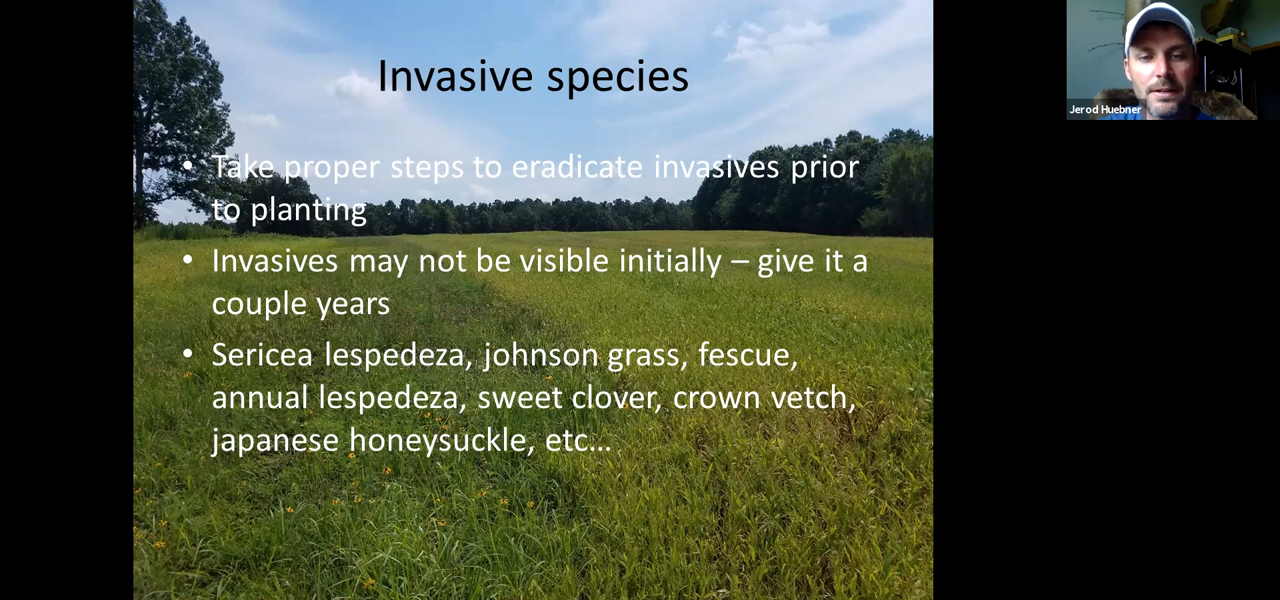 Invasive species
• Take proper steps to eradicate invasives prior
to planting
• Invasives may not be visible initially – give it a
couple years
• Sericea lespedeza, johnson grass, fescue,
annual lespedeza, sweet clover, crown vetch,
japanese honeysuckle, etc…
Jerod Huebner